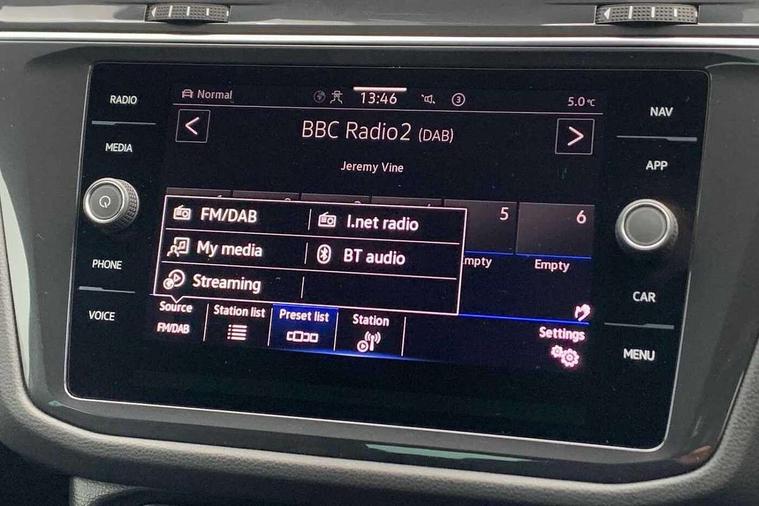 RADIO
MEDIA
PHONE
VOICE
Normal
13:46
3
5.0°C
<
BBC Radio2 (DAB)
>
Jeremy Vine
5
6
Empty
FM/DAB
I.net radio
My media
BT audio
Streaming
Source
FM/DAB
Station list
Preset list
Station
Settings
NAV
APP
CAR
MENU